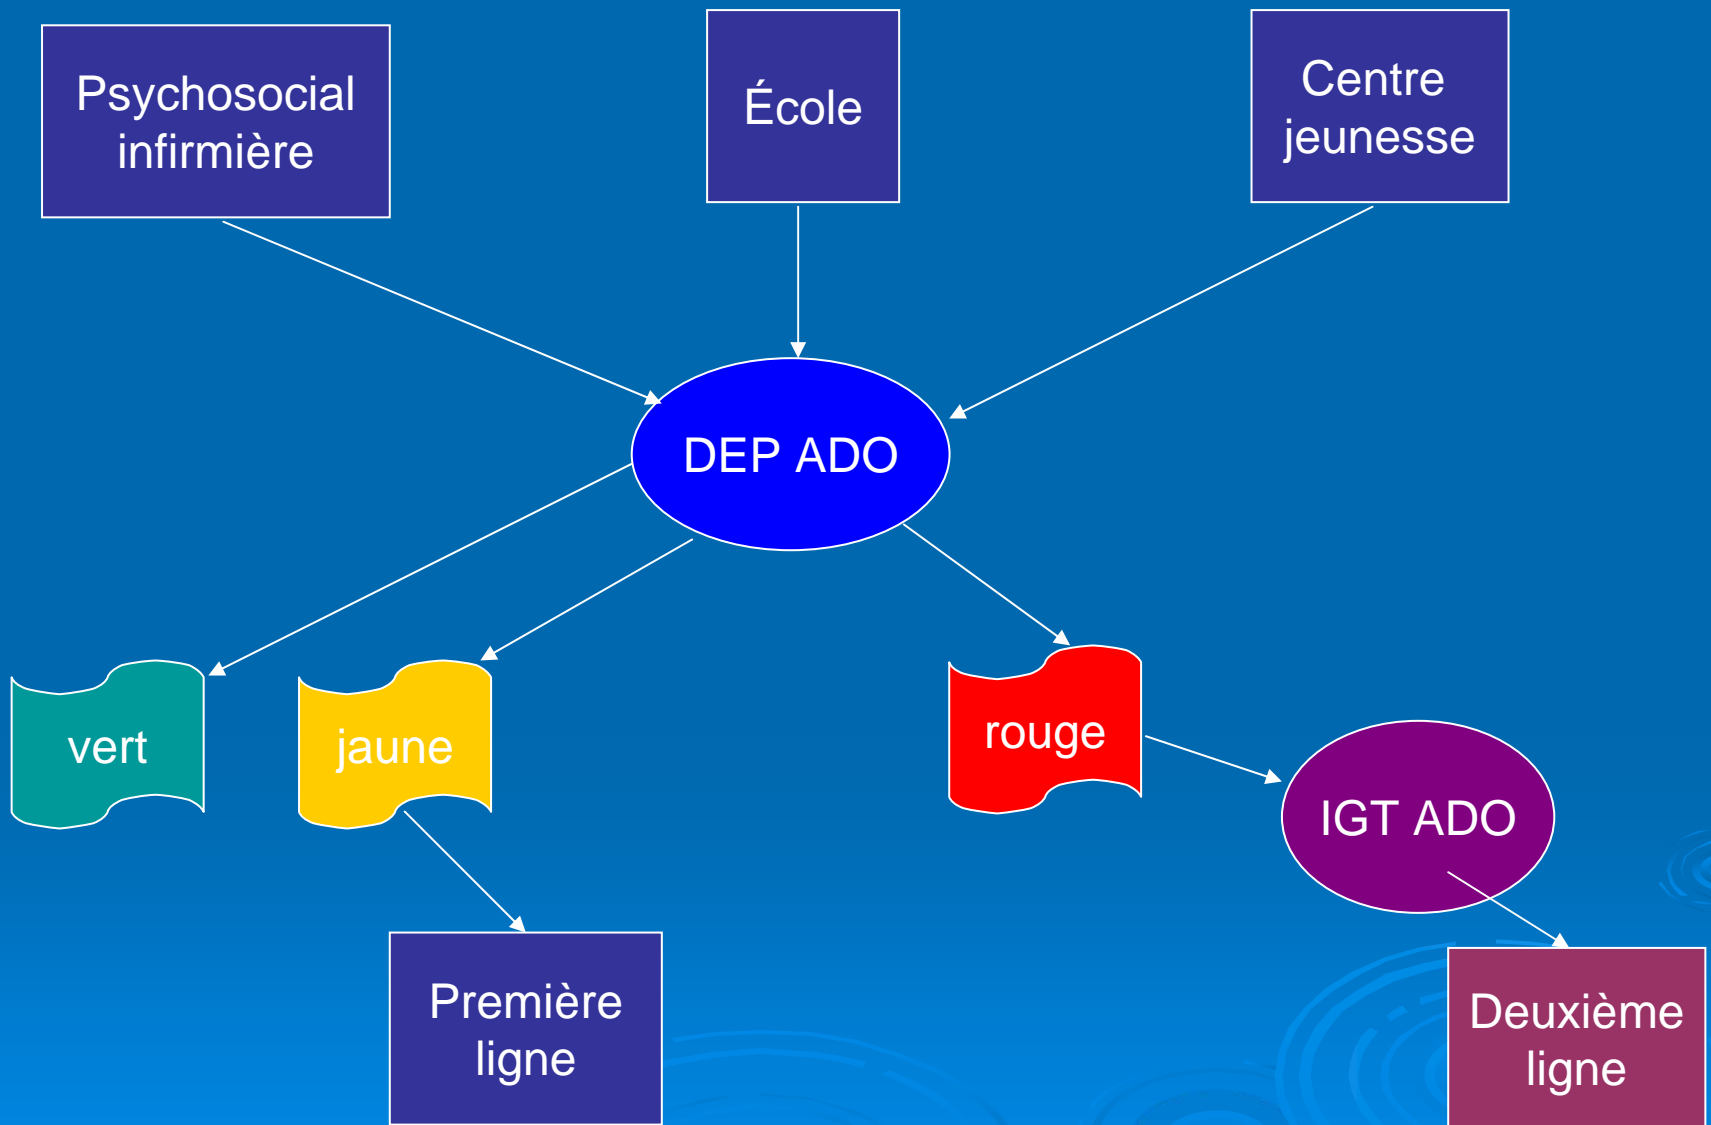 Psychosocial
infirmière
École
Centre
jeunesse
DEP ADO
vert
jaune
rouge
IGT ADO
Première
ligne
Deuxième
ligne